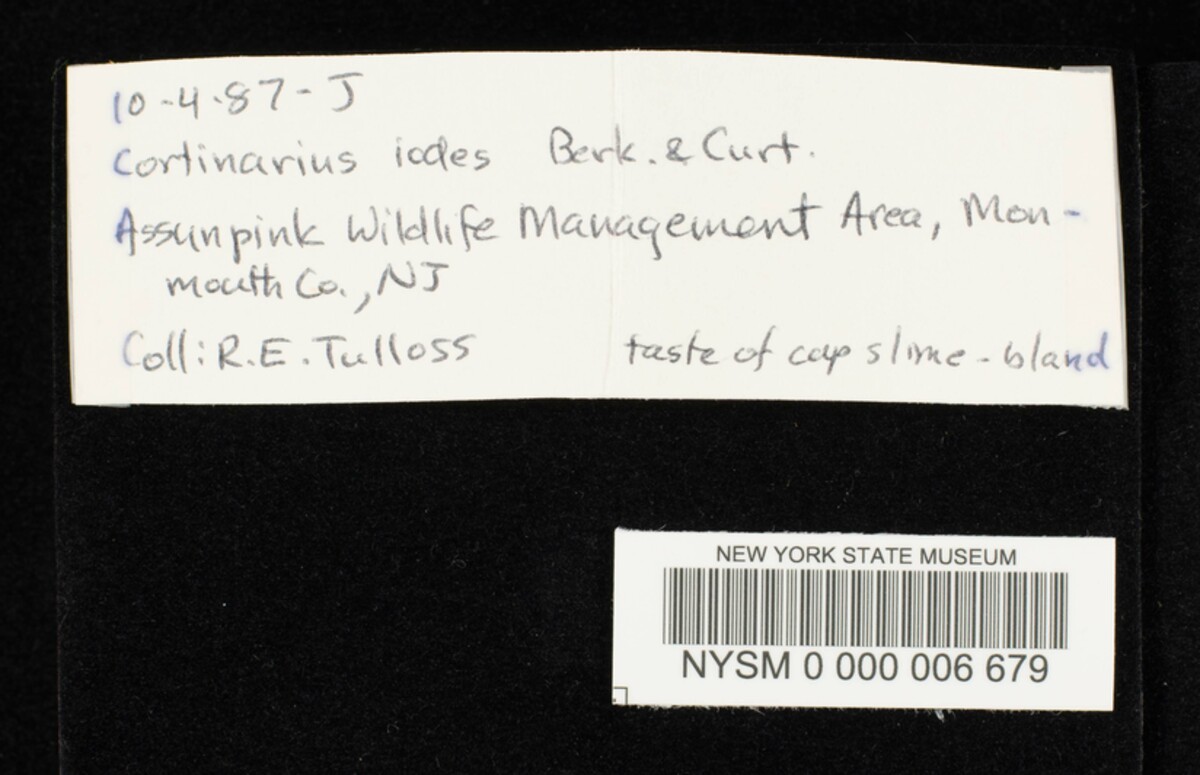 10-4-87-J
Cortinarius iodes Berk. & Curt.
Assunpink Wildlife Management Area, Mon-
mouth Co., NJ
Coll: R.E. Tulloss taste of cap slime - bland
NEW YORK STATE MUSEUM
NYSM 0 000 006 679